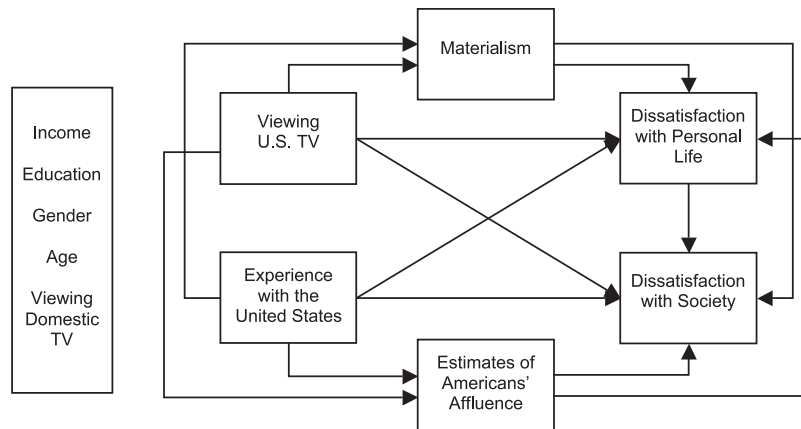 Income
Education
Gender
Age
Viewing
Domestic
TV
Viewing
U.S. TV
Experience
with the
United States
Materialism
Estimates of
Americans’
Affluence
Dissatisfaction
with Personal
Life
Dissatisfaction
with Society